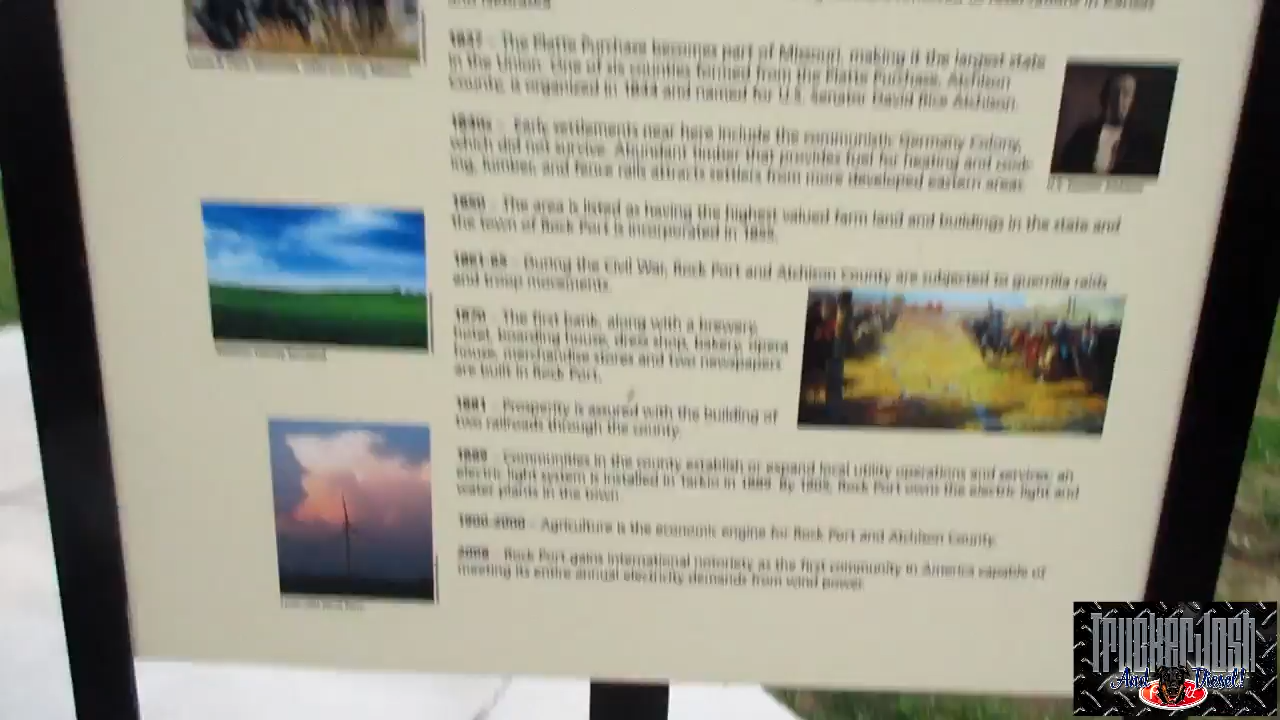 and Nebraska
reservations in Kansas
1837 - The Platte Purchase becomes part of Missouri, making it the largest state
in the Union. One of six counties formed from the Platte Purchase, Atchison
County, is organized in 1844 and named for U.S. Senator David Rice Atchison.
- Early settlements near here include the communistic Germany Colony,
which did not survive. Abundant timber that provides fuel for heating and cook-
ing, lumber, and fence rails attracts settlers from more developed eastern areas.
1850 - The area is listed as having the highest valued farm land and buildings in the state and
the town of Rock Port is incorporated in
1861-65 - During the Civil War, Rock Port and Atchison County are subjected to guerrilla raids
and troop movements.
1870 - The first bank, along with a brewery,
hotel, boarding house, dress shop, bakery, opera
house, merchandise stores and two newspapers
are built in Rock Port.
1881 - Prosperity is assured with the building of
two railroads through the county.
- Communities in the county establish or expand local utility operations and services; an
electric light system is installed in Tarkio in By Rock Port owns the electric light and
water plants in the town.
1900-2000 - Agriculture is the economic engine for Rock Port and Atchison County.
2008 - Rock Port gains international notoriety as the first community in America capable of
meeting its entire annual electricity demands from wind power.
TruckerJosh
And Diesel!